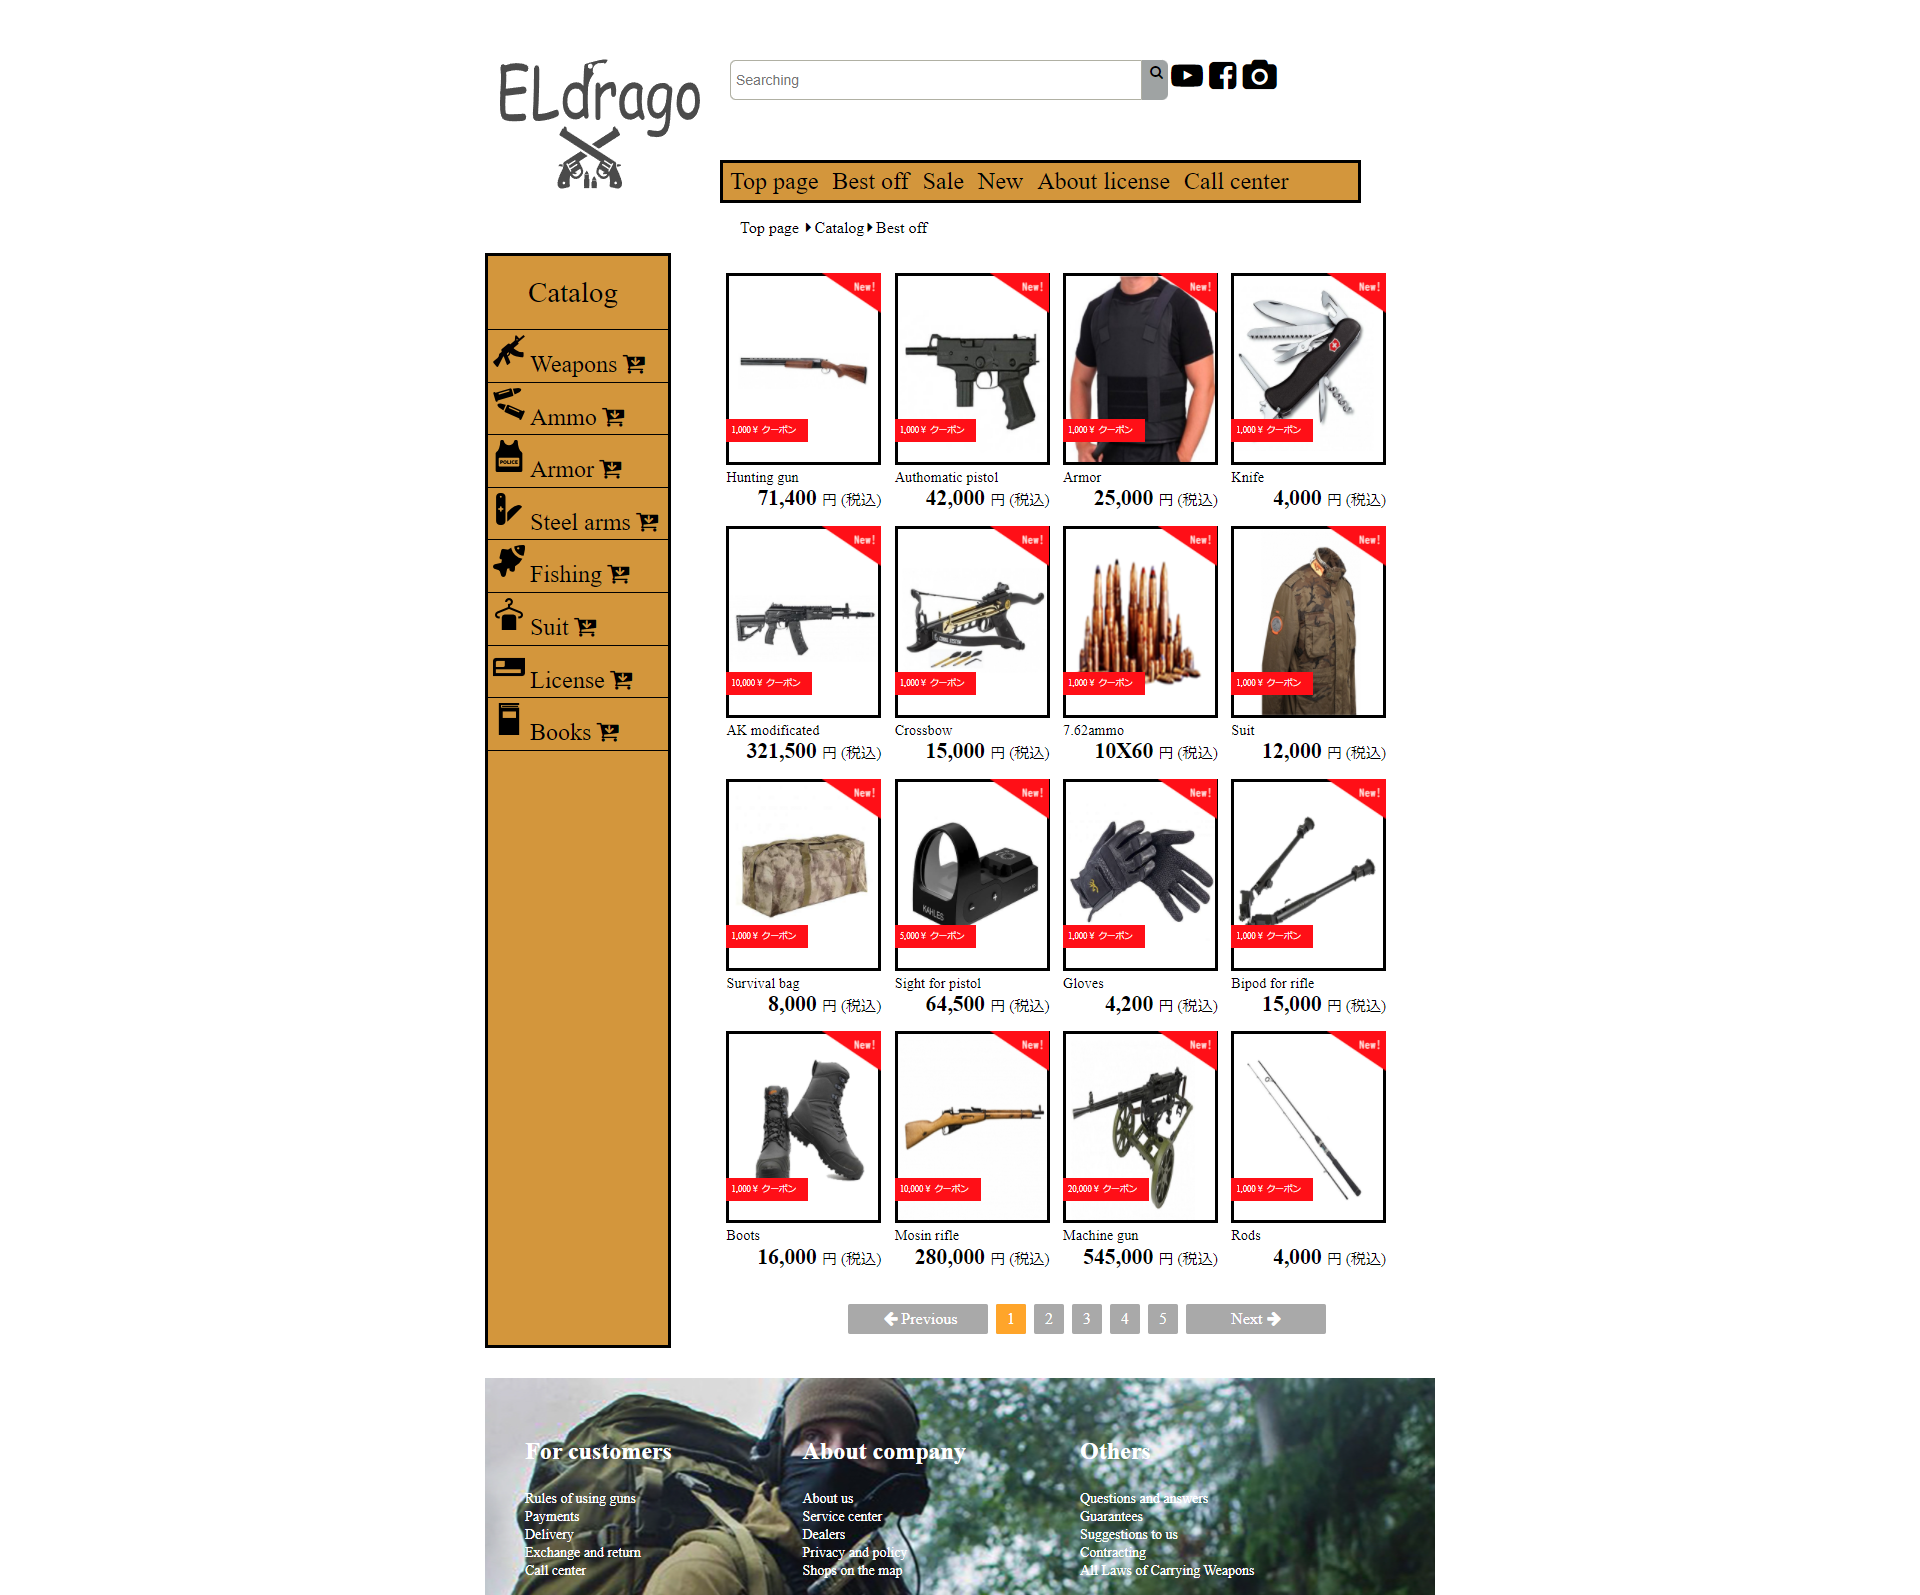 ELdrago
Searching
Top page Best off Sale New About license Call center
Top page Catalog Best off
Catalog
Weapons
Ammo
POLICE
Armor
Steel arms
Fishing
Suit
License
Books
New! New! New! New!
1,000 ¥ クーポン 1,000 ¥ クーポン 1,000 ¥ クーポン 1,000 ¥ クーポン
Hunting gun Authomatic pistol Armor Knife
71,400 円 (税込) 42,000 円 (税込) 25,000 円 (税込) 4,000 円 (税込)
New! New! New! New!
10,000 ¥ クーポン 1,000 ¥ クーポン 1,000 ¥ クーポン 1,000 ¥ クーポン
AK modificated Crossbow 7.62ammo Suit
321,500 円 (税込) 15,000 円 (税込) 10X60 円 (税込) 12,000 円 (税込)
New! New! New! New!
KAHLES
1,000 ¥ クーポン 5,000 ¥ クーポン 1,000 ¥ クーポン 1,000 ¥ クーポン
Survival bag Sight for pistol Gloves Bipod for rifle
8,000 円 (税込) 64,500 円 (税込) 4,200 円 (税込) 15,000 円 (税込)
New! New! New! New!
1,000 ¥ クーポン 10,000 ¥ クーポン 20,000 ¥ クーポン 1,000 ¥ クーポン
Boots Mosin rifle Machine gun Rods
16,000 円 (税込) 280,000 円 (税込) 545,000 円 (税込) 4,000 円 (税込)
Previous 1 2 3 4 5 Next
For customers
Rules of using guns
Payments
Delivery
Exchange and return
Call center
About company
About us
Service center
Dealers
Privacy and policy
Shops on the map
Others
Questions and answers
Guarantees
Suggestions to us
Contracting
All Laws of Carrying Weapons